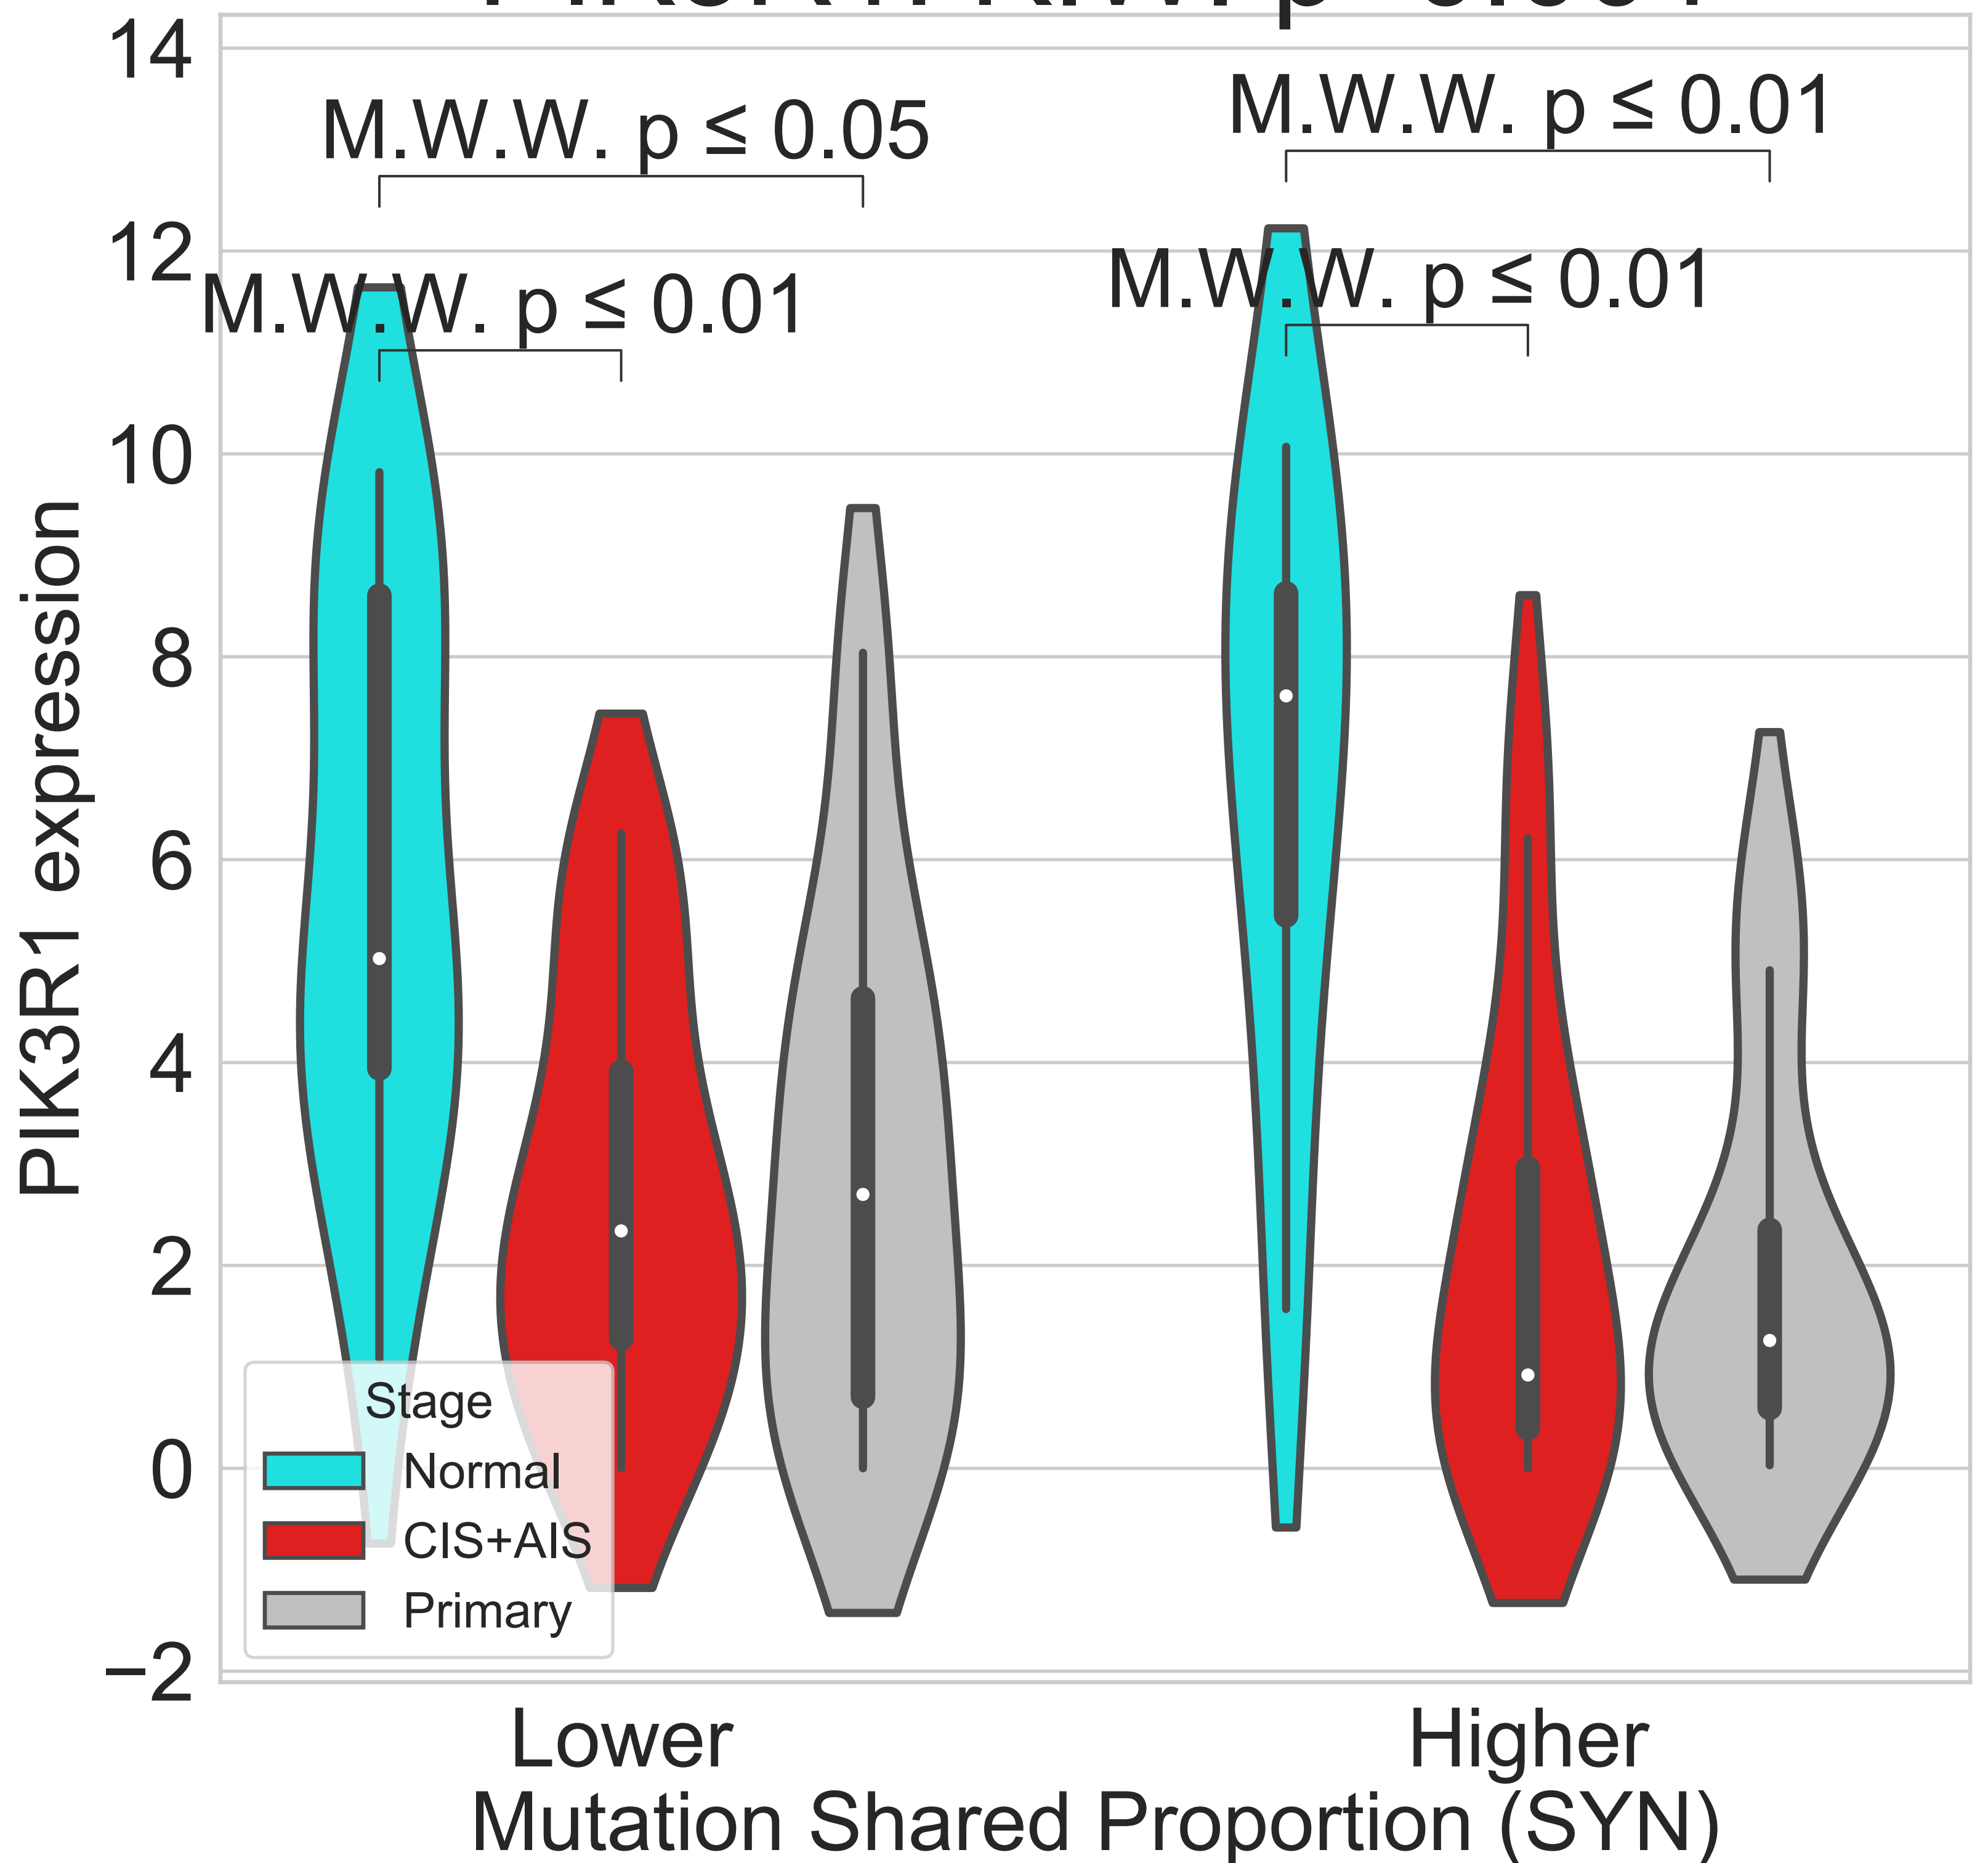 14
M.W.W. p ≤ 0.01
M.W.W. p ≤ 0.05
12
M.W.W. p ≤ 0.01
M.W.W. p ≤ 0.01
10
8
6
4
2
0
−2
PIK3R1 expression
Stage
Normal
CIS+AIS
Primary
Lower
Higher
Mutation Shared Proportion (SYN)